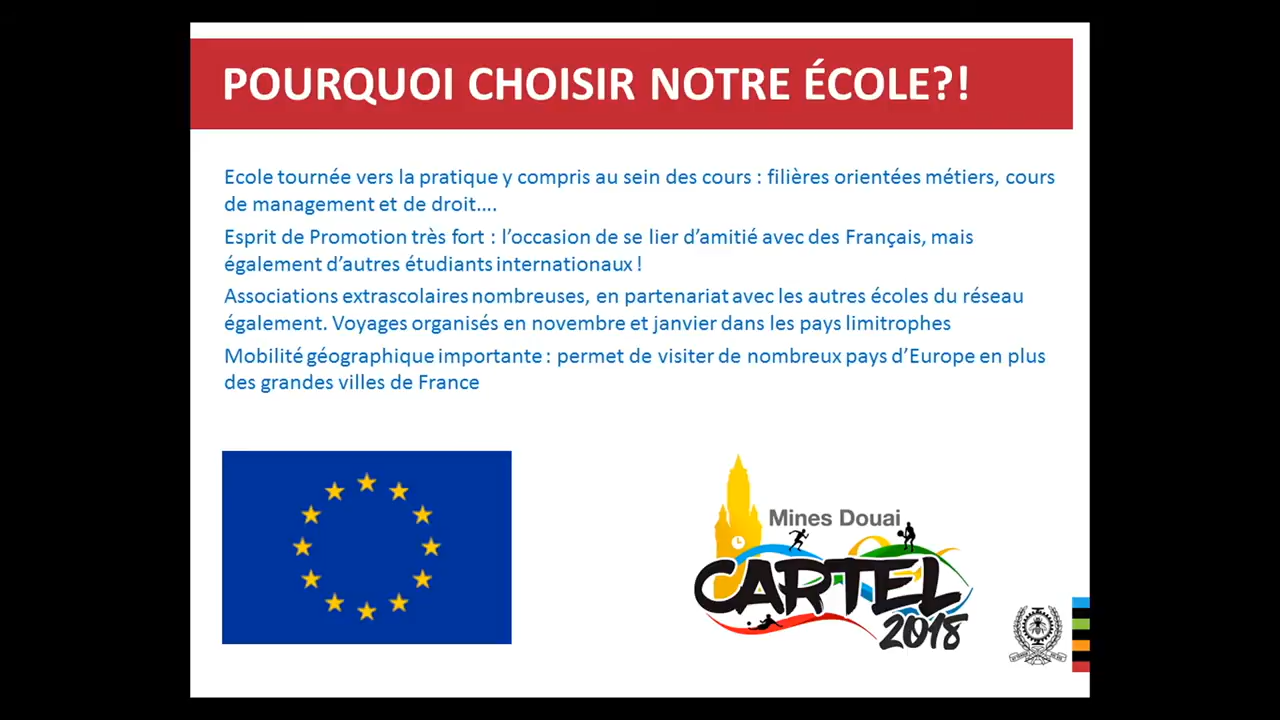 POURQUOI CHOISIR NOTRE ÉCOLE?!
Ecole tournée vers la pratique y compris au sein des cours : filières orientées métiers, cours
de management et de droit....
Esprit de Promotion très fort : l’occasion de se lier d’amitié avec des Français, mais
également d’autres étudiants internationaux !
Associations extrascolaires nombreuses, en partenariat avec les autres écoles du réseau
également. Voyages organisés en novembre et janvier dans les pays limitrophes
Mobilité géographique importante : permet de visiter de nombreux pays d’Europe en plus
des grandes villes de France
Mines Douai
CARTEL
2018